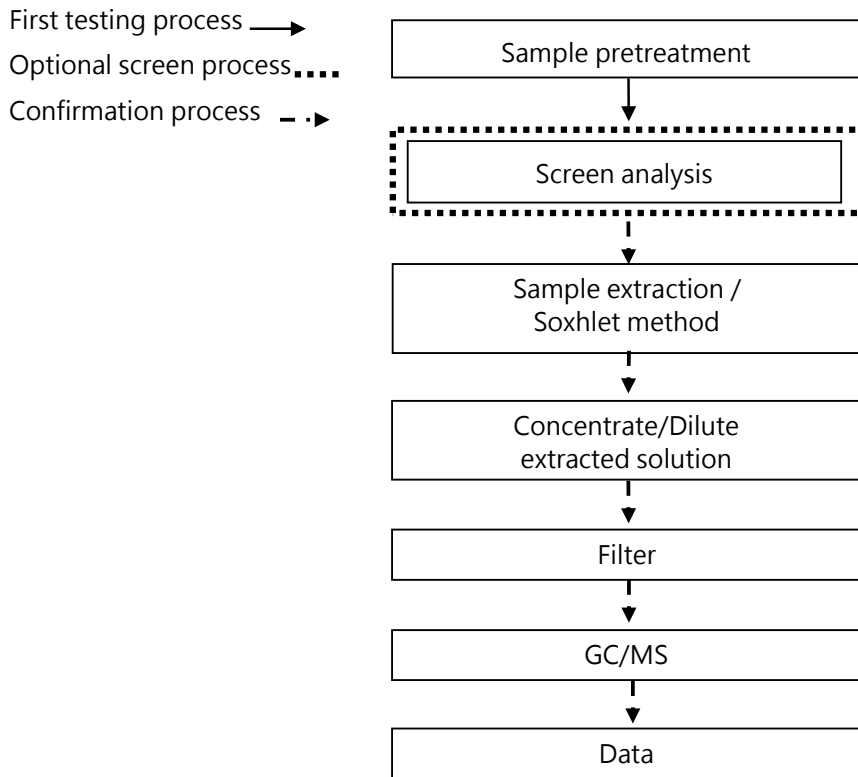 First testing process
Optional screen process
Confirmation process
Sample pretreatment
Screen analysis
Sample extraction /
Soxhlet method
Concentrate/Dilute
extracted solution
Filter
GC/MS
Data